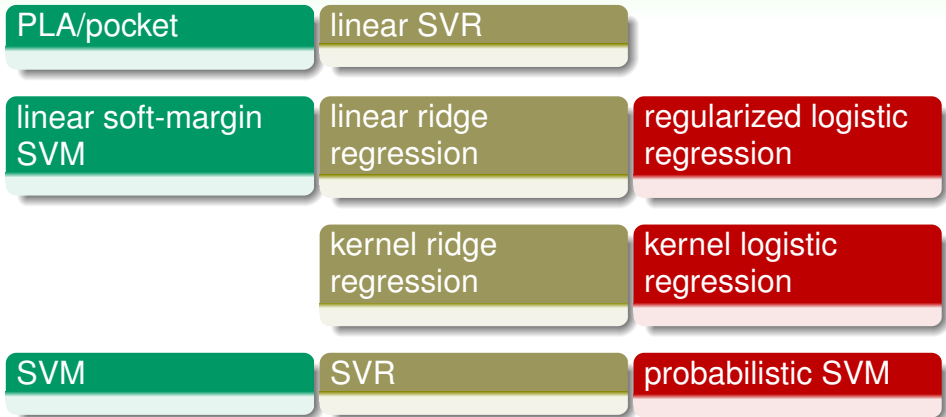 PLA/pocket
linear SVR
linear soft-margin
SVM
linear ridge
regression
regularized logistic
regression
kernel ridge
regression
kernel logistic
regression
SVM
SVR
probabilistic SVM